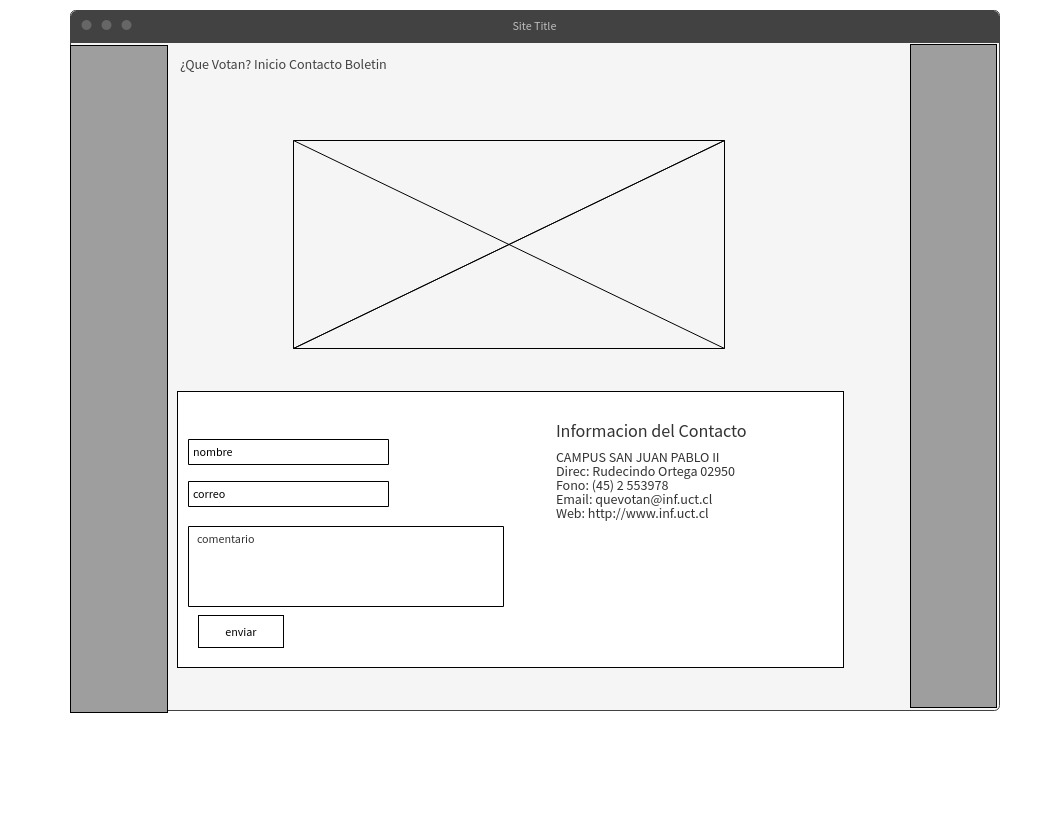 Site Title
¿Que Votan? Inicio Contacto Boletin
nombre
correo
comentario
enviar
Informacion del Contacto
CAMPUS SAN JUAN PABLO II
Direc: Rudecindo Ortega 02950
Fono: (45) 2 553978
Email: quevotan@inf.uct.cl
Web: http://www.inf.uct.cl